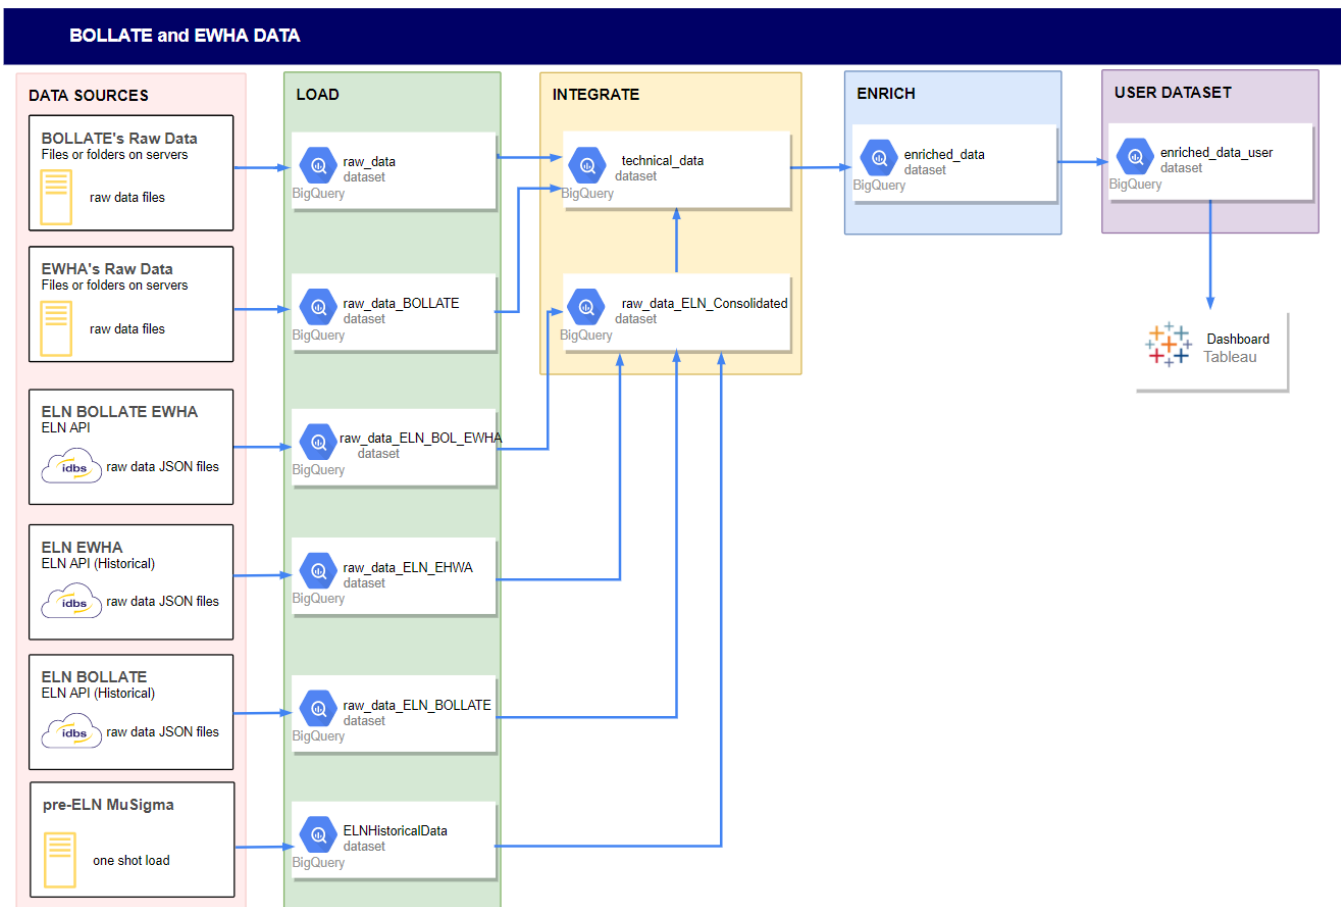 BOLLATE and EWHA DATA
DATA SOURCES
BOLLATE's Raw Data
Files or folders on servers
raw data files
EWHA's Raw Data
Files or folders on servers
raw data files
ELN BOLLATE EWHA
ELN API
idbs
raw data JSON files
ELN EWHA
ELN API (Historical)
idbs
raw data JSON files
ELN BOLLATE
ELN API (Historical)
idbs
raw data JSON files
pre-ELN MuSigma
one shot load
LOAD
raw_data
dataset
BigQuery
raw_data_BOLLATE
dataset
BigQuery
raw_data_ELN_BOL_EWHA
dataset
BigQuery
raw_data_ELN_EHWA
dataset
BigQuery
raw_data_ELN_BOLLATE
dataset
BigQuery
ELNHistoricalData
dataset
BigQuery
INTEGRATE
technical_data
dataset
BigQuery
raw_data_ELN_Consolidated
dataset
BigQuery
ENRICH
enriched_data
dataset
BigQuery
USER DATASET
enriched_data_user
dataset
BigQuery
Dashboard
Tableau